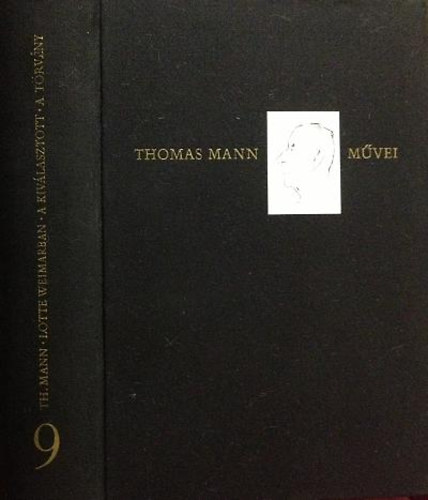 TH. MANN · LOTTE WEIMARBAN · A KIVÁLASZTOTT · A TÖRVÉNY
9
THOMAS MANN MŰVEI